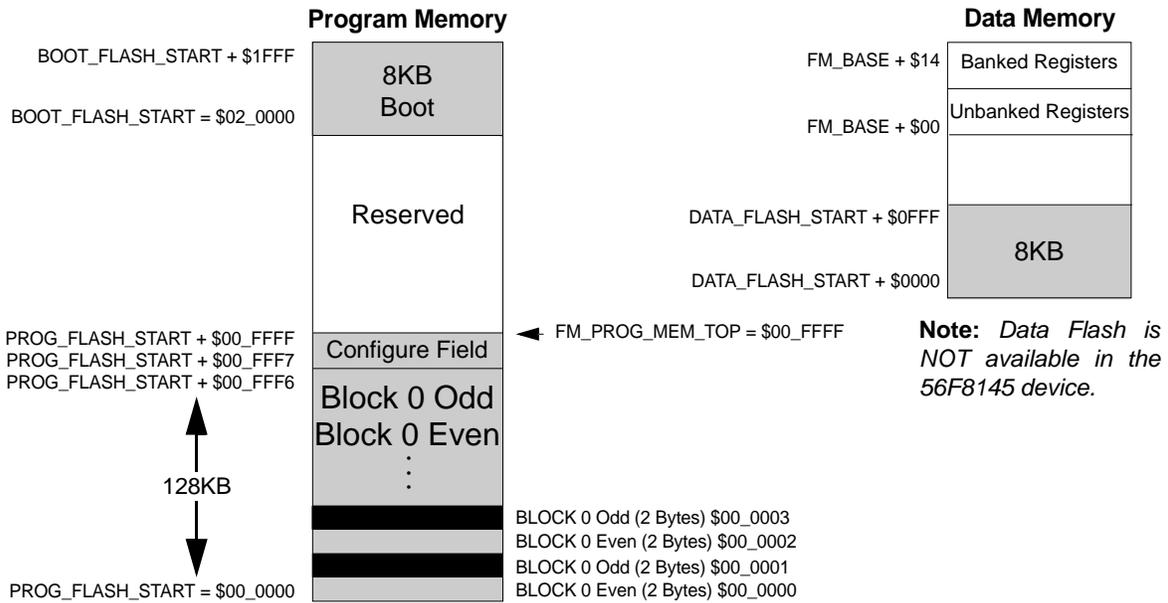 Program Memory
BOOT_FLASH_START + $1FFF
8KB
Boot
BOOT_FLASH_START = $02_0000
Reserved
PROG_FLASH_START + $00_FFFF
FM_PROG_MEM_TOP = $00_FFFF
Configure Field
PROG_FLASH_START + $00_FFF7
PROG_FLASH_START + $00_FFF6
Block 0 Odd
Block 0 Even
128KB
BLOCK 0 Odd (2 Bytes) $00_0003
BLOCK 0 Even (2 Bytes) $00_0002
BLOCK 0 Odd (2 Bytes) $00_0001
PROG_FLASH_START = $00_0000
BLOCK 0 Even (2 Bytes) $00_0000
Data Memory
FM_BASE + $14
Banked Registers
Unbanked Registers
FM_BASE + $00
DATA_FLASH_START + $0FFF
8KB
DATA_FLASH_START + $0000
Note: Data Flash is
NOT available in the
56F8145 device.